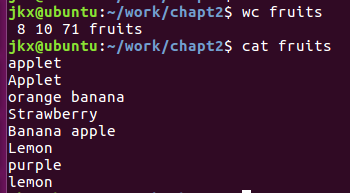 jkx@ubuntu:~/work/chapt2$ wc fruits
 8 10 71 fruits
jkx@ubuntu:~/work/chapt2$ cat fruits
applet
Applet
orange banana
Strawberry
Banana apple
Lemon
purple
lemon